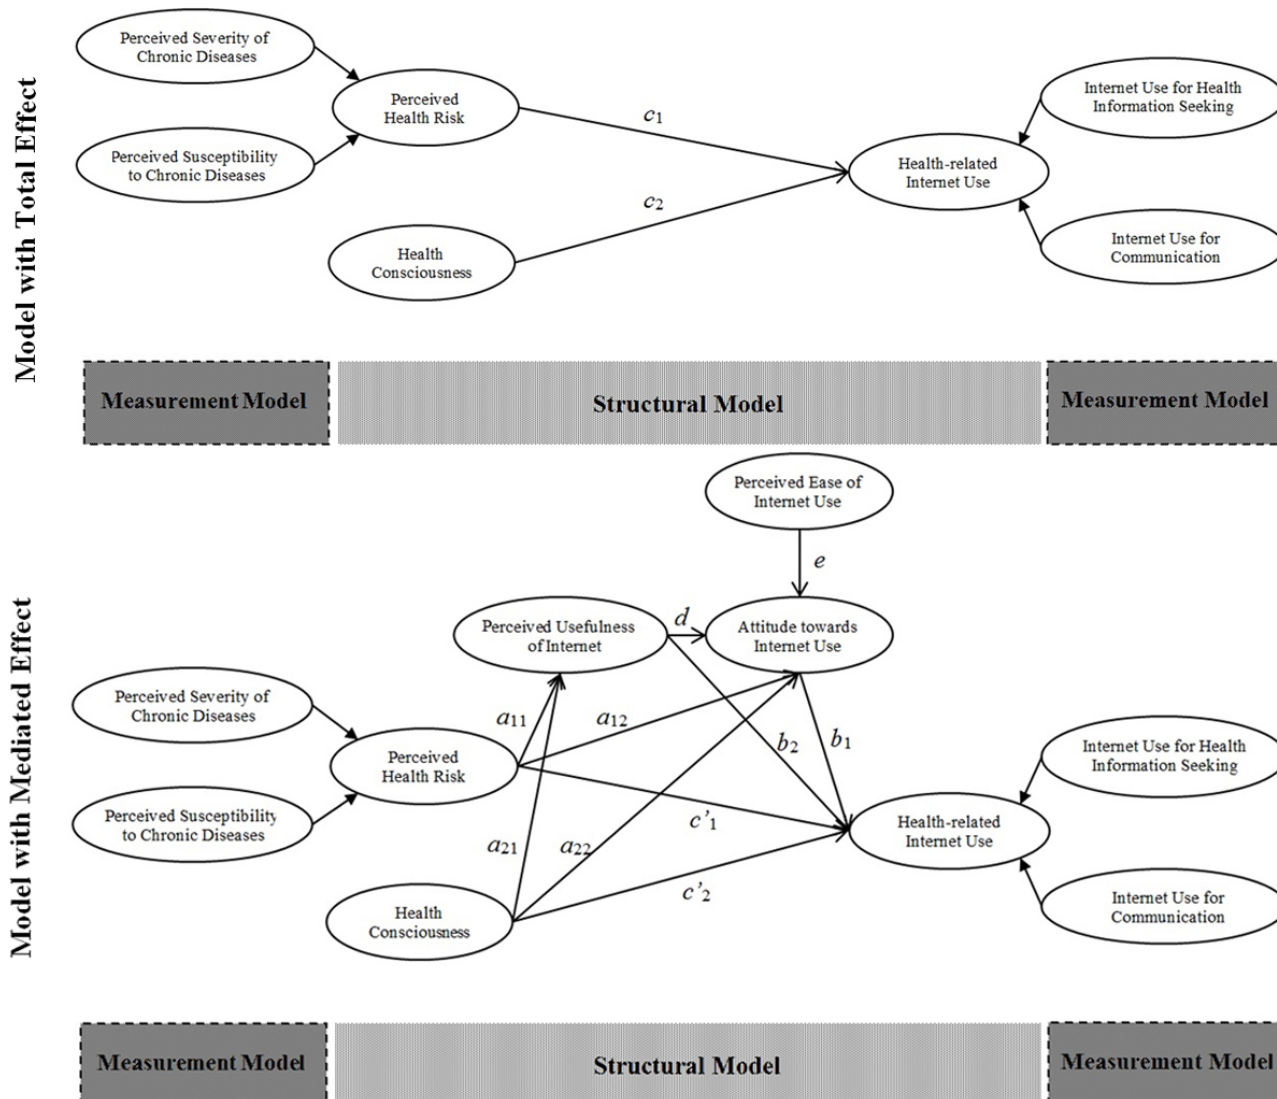 Model with Total Effect
Perceived Severity of
Chronic Diseases
Perceived Susceptibility
to Chronic Diseases
Perceived
Health Risk
Health
Consciousness
c1
c2
Health-related
Internet Use
Internet Use for Health
Information Seeking
Internet Use for
Communication
Measurement Model
Structural Model
Measurement Model
Model with Mediated Effect
Perceived Ease of
Internet Use
e
Perceived Usefulness
of Internet
d
Attitude towards
Internet Use
Perceived Severity of
Chronic Diseases
Perceived Susceptibility
to Chronic Diseases
Perceived
Health Risk
Health
Consciousness
a11
a12
a21
a22
b2
b1
c'1
c'2
Health-related
Internet Use
Internet Use for Health
Information Seeking
Internet Use for
Communication
Measurement Model
Structural Model
Measurement Model